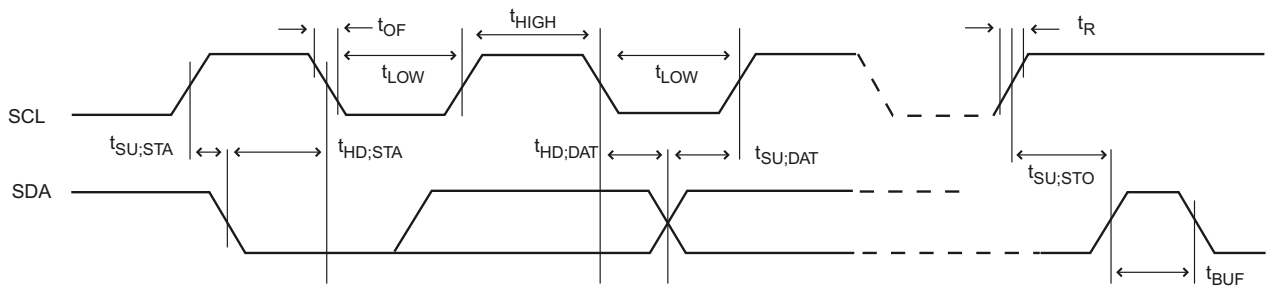 tOF
tHIGH
tR
tLOW
tLOW
SCL
tSU;STA
tHD;STA
tHD;DAT
tSU;DAT
tSU;STO
SDA
tBUF